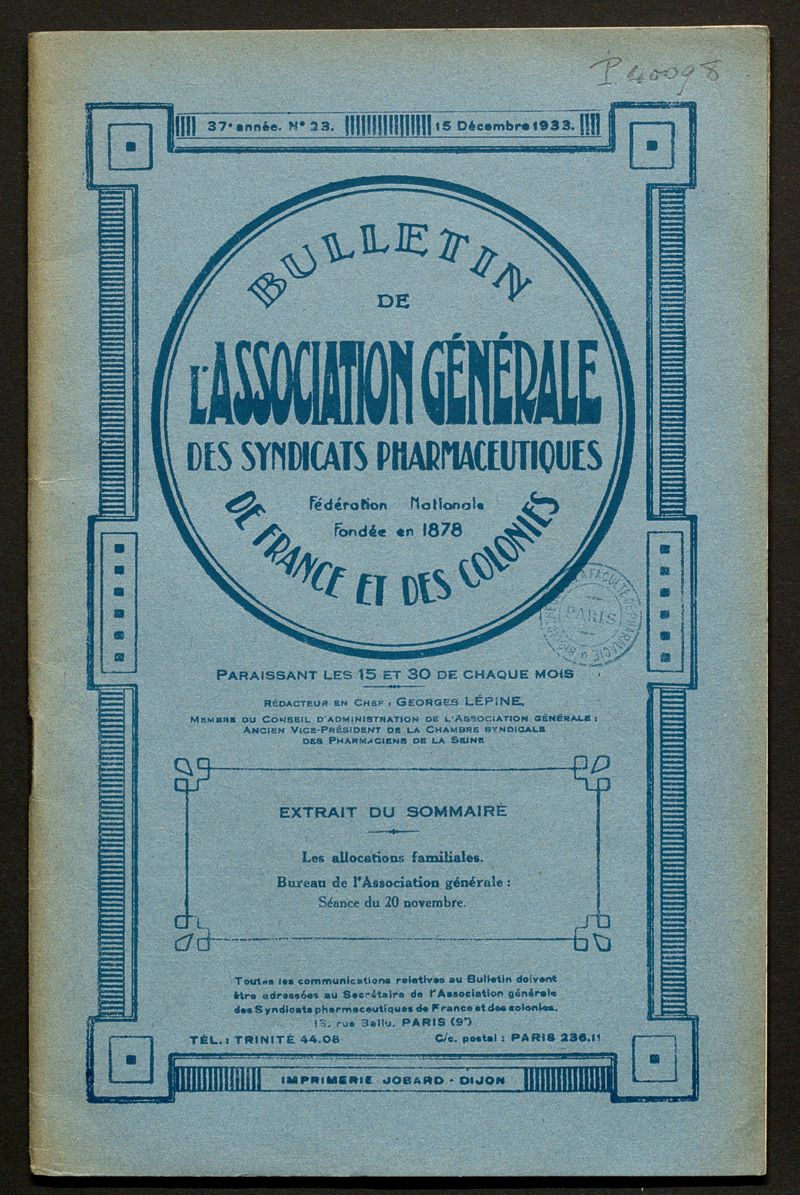 P 40098
37e année. N° 23. 15 Décembre 1933.
BULLETIN
DE
L'ASSOCIATION GÉNÉRALE
DES SYNDICATS PHARMACEUTIQUES
Fédération Nationale
Fondée en 1878
DE FRANCE ET DES COLONIES
LA FACULTÉ DE PHARMACIE
PARIS
PARAISSANT LES 15 ET 30 DE CHAQUE MOIS
RÉDACTEUR EN CHEF : GEORGES LÉPINE,
MEMBRE DU CONSEIL D'ADMINISTRATION DE L'ASSOCIATION GÉNÉRALE :
ANCIEN VICE-PRÉSIDENT DE LA CHAMBRE SYNDICALE
DES PHARMACIENS DE LA SEINE
EXTRAIT DU SOMMAIRE
Les allocations familiales.
Bureau de l'Association générale :
Séance du 20 novembre.
Toutes les communications relatives au Bulletin doivent
être adressées au Secrétaire de l'Association générale
des Syndicats pharmaceutiques de France et des colonies.
rue Ballu, PARIS (9e)
TÉL. : TRINITÉ 44.08 C/c. postal : PARIS 236.11
IMPRIMERIE JOBARD - DIJON